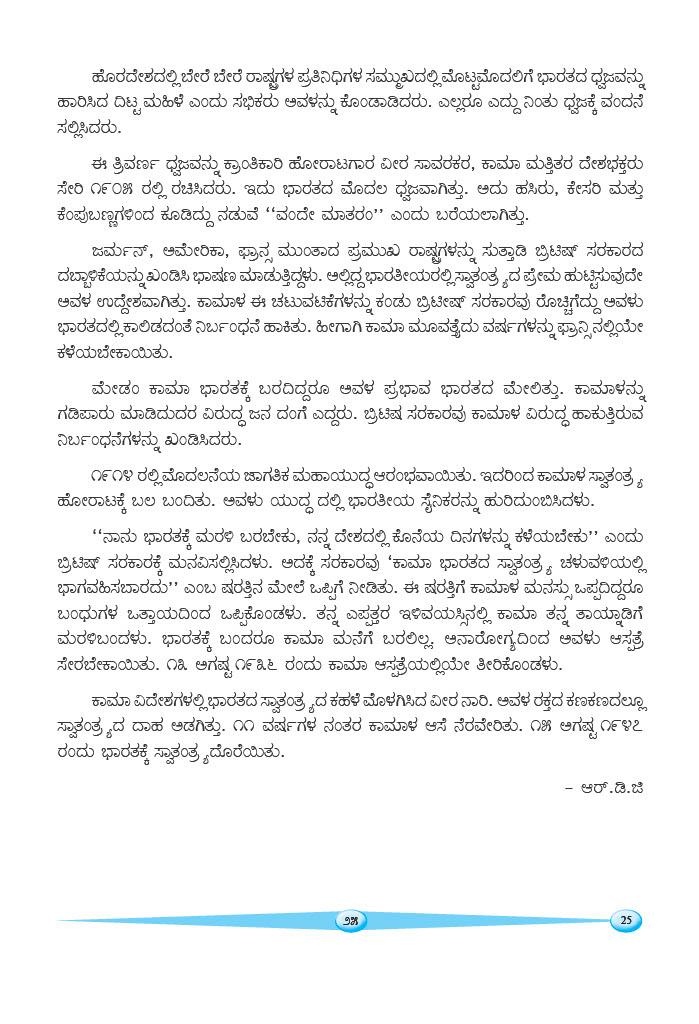 ಹೊರದೇಶದಲ್ಲಿ ಬೇರೆ ಬೇರೆ ರಾಷ್ಟ್ರಗಳ ಪ್ರತಿನಿಧಿಗಳ ಸಮ್ಮುಖದಲ್ಲಿ ಮೊಟ್ಟಮೊದಲಿಗೆ ಭಾರತದ ಧ್ವಜವನ್ನು
ಹಾರಿಸಿದ ದಿಟ್ಟ ಮಹಿಳೆ ಎಂದು ಸಭಿಕರು ಅವಳನ್ನು ಕೊಂಡಾಡಿದರು. ಎಲ್ಲರೂ ಎದ್ದು ನಿಂತು ಧ್ವಜಕ್ಕೆ ವಂದನೆ
ಸಲ್ಲಿಸಿದರು.
ಈ ತ್ರಿವರ್ಣ ಧ್ವಜವನ್ನು ಕ್ರಾಂತಿಕಾರಿ ಹೋರಾಟಗಾರ ವೀರ ಸಾವರಕರ, ಕಾಮಾ ಮತ್ತಿತರ ದೇಶಭಕ್ತರು
ಸೇರಿ ೧೯೦೫ ರಲ್ಲಿ ರಚಿಸಿದರು. ಇದು ಭಾರತದ ಮೊದಲ ಧ್ವಜವಾಗಿತ್ತು. ಅದು ಹಸಿರು, ಕೇಸರಿ ಮತ್ತು
ಕೆಂಪುಬಣ್ಣಗಳಿಂದ ಕೂಡಿದ್ದು ನಡುವೆ ‘‘ವಂದೇ ಮಾತರಂ’’ ಎಂದು ಬರೆಯಲಾಗಿತ್ತು.
ಜರ್ಮನ್, ಅಮೇರಿಕಾ, ಫ್ರಾನ್ಸ ಮುಂತಾದ ಪ್ರಮುಖ ರಾಷ್ಟ್ರಗಳನ್ನು ಸುತ್ತಾಡಿ ಬ್ರಿಟಿಷ್ ಸರಕಾರದ
ದಬ್ಬಾಳಿಕೆಯನ್ನು ಖಂಡಿಸಿ ಭಾಷಣ ಮಾಡುತ್ತಿದ್ದಳು. ಅಲ್ಲಿದ್ದ ಭಾರತೀಯರಲ್ಲಿ ಸ್ವಾತಂತ್ರ್ಯದ ಪ್ರೇಮ ಹುಟ್ಟಿಸುವುದೇ
ಅವಳ ಉದ್ದೇಶವಾಗಿತ್ತು. ಕಾಮಾಳ ಈ ಚಟುವಟಿಕೆಗಳನ್ನು ಕಂಡು ಬ್ರಿಟೀಷ್ ಸರಕಾರವು ರೊಚ್ಚಿಗೆದ್ದು ಅವಳು
ಭಾರತದಲ್ಲಿ ಕಾಲಿಡದಂತೆ ನಿರ್ಬಂಧನೆ ಹಾಕಿತು. ಹೀಗಾಗಿ ಕಾಮಾ ಮೂವತ್ತೈದು ವರ್ಷಗಳನ್ನು ಫ್ರಾನ್ಸಿನಲ್ಲಿಯೇ
ಕಳೆಯಬೇಕಾಯಿತು.
ಮೇಡಂ ಕಾಮಾ ಭಾರತಕ್ಕೆ ಬರದಿದ್ದರೂ ಅವಳ ಪ್ರಭಾವ ಭಾರತದ ಮೇಲಿತ್ತು. ಕಾಮಾಳನ್ನು
ಗಡಿಪಾರು ಮಾಡಿದುದರ ವಿರುದ್ಧ ಜನ ದಂಗೆ ಎದ್ದರು. ಬ್ರಿಟಿಷ ಸರಕಾರವು ಕಾಮಾಳ ವಿರುದ್ಧ ಹಾಕುತ್ತಿರುವ
ನಿರ್ಬಂಧನೆಗಳನ್ನು ಖಂಡಿಸಿದರು.
೧೯೧೪ ರಲ್ಲಿ ಮೊದಲನೆಯ ಜಾಗತಿಕ ಮಹಾಯುದ್ಧ ಆರಂಭವಾಯಿತು. ಇದರಿಂದ ಕಾಮಾಳ ಸ್ವಾತಂತ್ರ್ಯ
ಹೋರಾಟಕ್ಕೆ ಬಲ ಬಂದಿತು. ಅವಳು ಯುದ್ಧ ದಲ್ಲಿ ಭಾರತೀಯ ಸೈನಿಕರನ್ನು ಹುರಿದುಂಬಿಸಿದಳು.
‘‘ನಾನು ಭಾರತಕ್ಕೆ ಮರಳಿ ಬರಬೇಕು, ನನ್ನ ದೇಶದಲ್ಲಿ ಕೊನೆಯ ದಿನಗಳನ್ನು ಕಳೆಯಬೇಕು’’ ಎಂದು
ಬ್ರಿಟಿಷ್ ಸರಕಾರಕ್ಕೆ ಮನವಿಸಲ್ಲಿಸಿದಳು. ಅದಕ್ಕೆ ಸರಕಾರವು ‘ಕಾಮಾ ಭಾರತದ ಸ್ವಾತಂತ್ರ್ಯ ಚಳುವಳಿಯಲ್ಲಿ
ಭಾಗವಹಿಸಬಾರದು’’ ಎಂಬ ಷರತ್ತಿನ ಮೇಲೆ ಒಪ್ಪಿಗೆ ನೀಡಿತು. ಈ ಷರತ್ತಿಗೆ ಕಾಮಾಳ ಮನಸ್ಸು ಒಪ್ಪದಿದ್ದರೂ
ಬಂಧುಗಳ ಒತ್ತಾಯದಿಂದ ಒಪ್ಪಿಕೊಂಡಳು. ತನ್ನ ಎಪ್ಪತ್ತರ ಇಳಿವಯಸ್ಸಿನಲ್ಲಿ ಕಾಮಾ ತನ್ನ ತಾಯ್ನಾಡಿಗೆ
ಮರಳಿಬಂದಳು. ಭಾರತಕ್ಕೆ ಬಂದರೂ ಕಾಮಾ ಮನೆಗೆ ಬರಲಿಲ್ಲ. ಅನಾರೋಗ್ಯದಿಂದ ಅವಳು ಆಸ್ಪತ್ರೆ
ಸೇರಬೇಕಾಯಿತು. ೧೩ ಅಗಷ್ಟ ೧೯೩೬ ರಂದು ಕಾಮಾ ಆಸ್ಪತ್ರೆಯಲ್ಲಿಯೇ ತೀರಿಕೊಂಡಳು.
ಕಾಮಾ ವಿದೇಶಗಳಲ್ಲಿ ಭಾರತದ ಸ್ವಾತಂತ್ರ್ಯದ ಕಹಳೆ ಮೊಳಗಿಸಿದ ವೀರ ನಾರಿ. ಅವಳ ರಕ್ತದ ಕಣಕಣದಲ್ಲೂ
ಸ್ವಾತಂತ್ರ್ಯದ ದಾಹ ಅಡಗಿತ್ತು. ೧೧ ವರ್ಷಗಳ ನಂತರ ಕಾಮಾಳ ಆಸೆ ನೆರವೇರಿತು. ೧೫ ಅಗಷ್ಟ ೧೯೪೭
ರಂದು ಭಾರತಕ್ಕೆ ಸ್ವಾತಂತ್ರ್ಯದೊರೆಯಿತು.
– ಆರ್.ಡಿ.ಜಿ
೨೫ 25